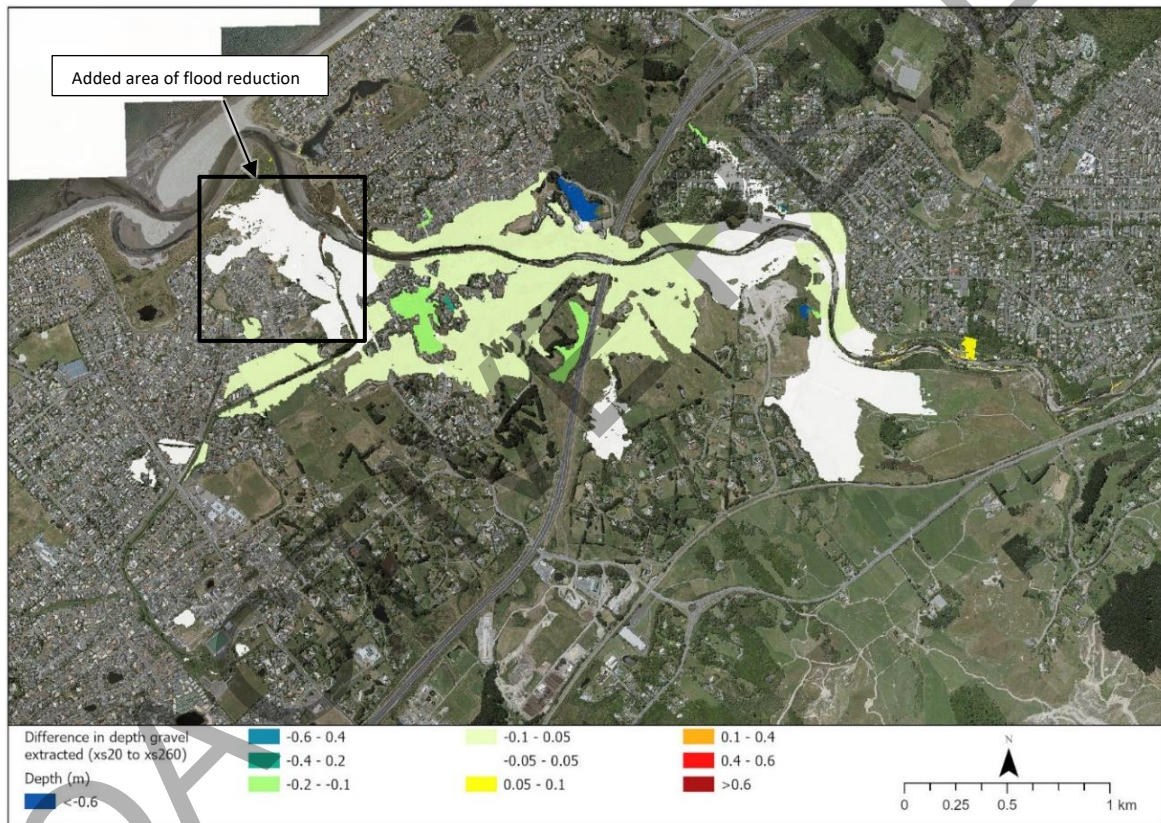 Added area of flood reduction
Difference in depth gravel
extracted (xs20 to xs260)
Depth (m)
<-0.6
-0.6 - 0.4
-0.4 - 0.2
-0.2 - -0.1
-0.1 - 0.05
-0.05 - 0.05
0.05 - 0.1
0.1 - 0.4
0.4 - 0.6
>0.6
N
0 0.25 0.5 1 km